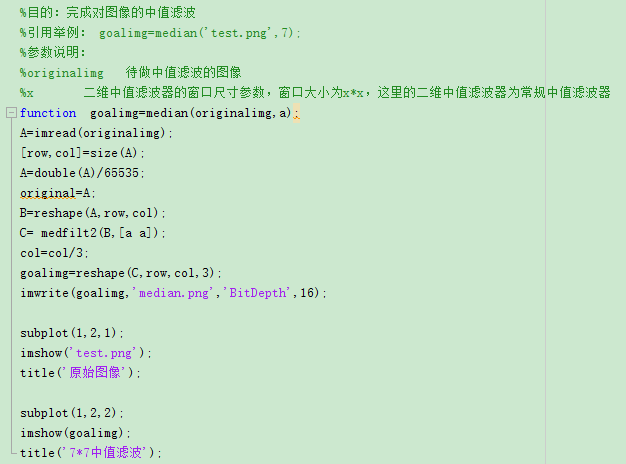 %目的：完成对图像的中值滤波
%引用举例： goalimg=median('test.png',7);
%参数说明：
%originalimg 待做中值滤波的图像
%x 二维中值滤波器的窗口尺寸参数，窗口大小为x*x，这里的二维中值滤波器为常规中值滤波器
function goalimg=median(originalimg,a);
A=imread(originalimg);
[row,col]=size(A);
A=double(A)/65535;
original=A;
B=reshape(A,row,col);
C= medfilt2(B,[a a]);
col=col/3;
goalimg=reshape(C,row,col,3);
imwrite(goalimg,'median.png','BitDepth',16);
subplot(1,2,1);
imshow('test.png');
title('原始图像');
subplot(1,2,2);
imshow(goalimg);
title('7*7中值滤波');